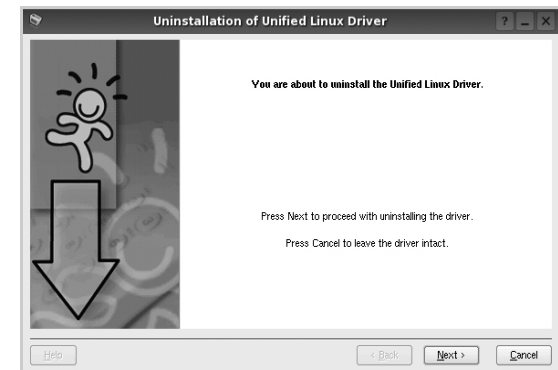 Uninstallation of Unified Linux Driver
You are about to uninstall the Unified Linux Driver.
Press Next to proceed with uninstalling the driver.
Press Cancel to leave the driver intact.
Help
< Back
Next >
Cancel